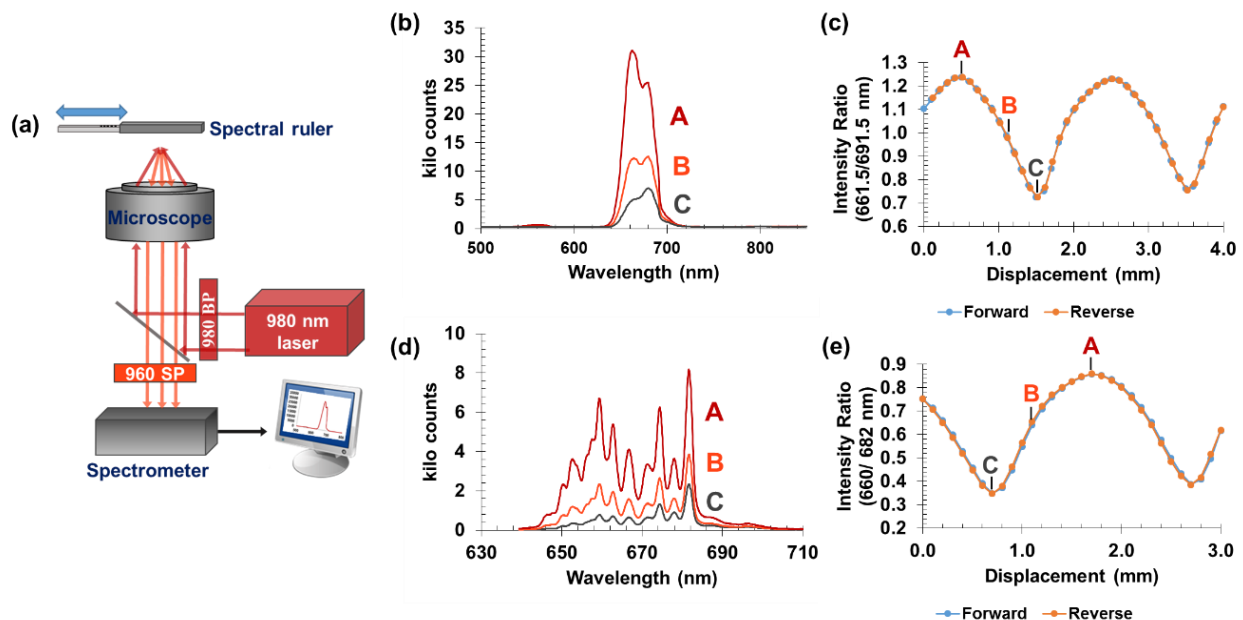 (a)
Spectral ruler
Microscope
980 BP
980 nm
laser
960 SP
Spectrometer
(b)
kilo counts
35
30
25
20
15
10
5
0
A
B
C
500
600
700
800
Wavelength (nm)
(c)
Intensity Ratio
(661.5/691.5 nm)
1.3
1.2
1.1
1.0
0.9
0.8
0.7
0.6
A
B
C
0.0
1.0
2.0
3.0
4.0
Displacement (mm)
Forward
Reverse
(d)
kilo counts
10
8
6
4
2
0
A
B
C
630
650
670
690
710
Wavelength (nm)
(e)
Intensity Ratio
(660/ 682 nm)
0.9
0.8
0.7
0.6
0.5
0.4
0.3
0.2
A
B
C
0.0
1.0
2.0
3.0
Displacement (mm)
Forward
Reverse